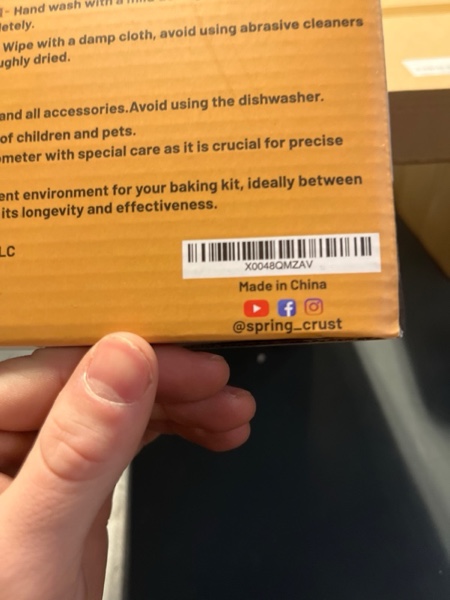 - Hand wash with a
letely.
Wipe with a damp cloth, avoid using abrasive cleaners
ughly dried.
and all accessories.Avoid using the dishwasher.
of children and pets.
ometer with special care as it is crucial for precise
ent environment for your baking kit, ideally between
its longevity and effectiveness.
LC
X0048QMZAV
Made in China
@spring_crust